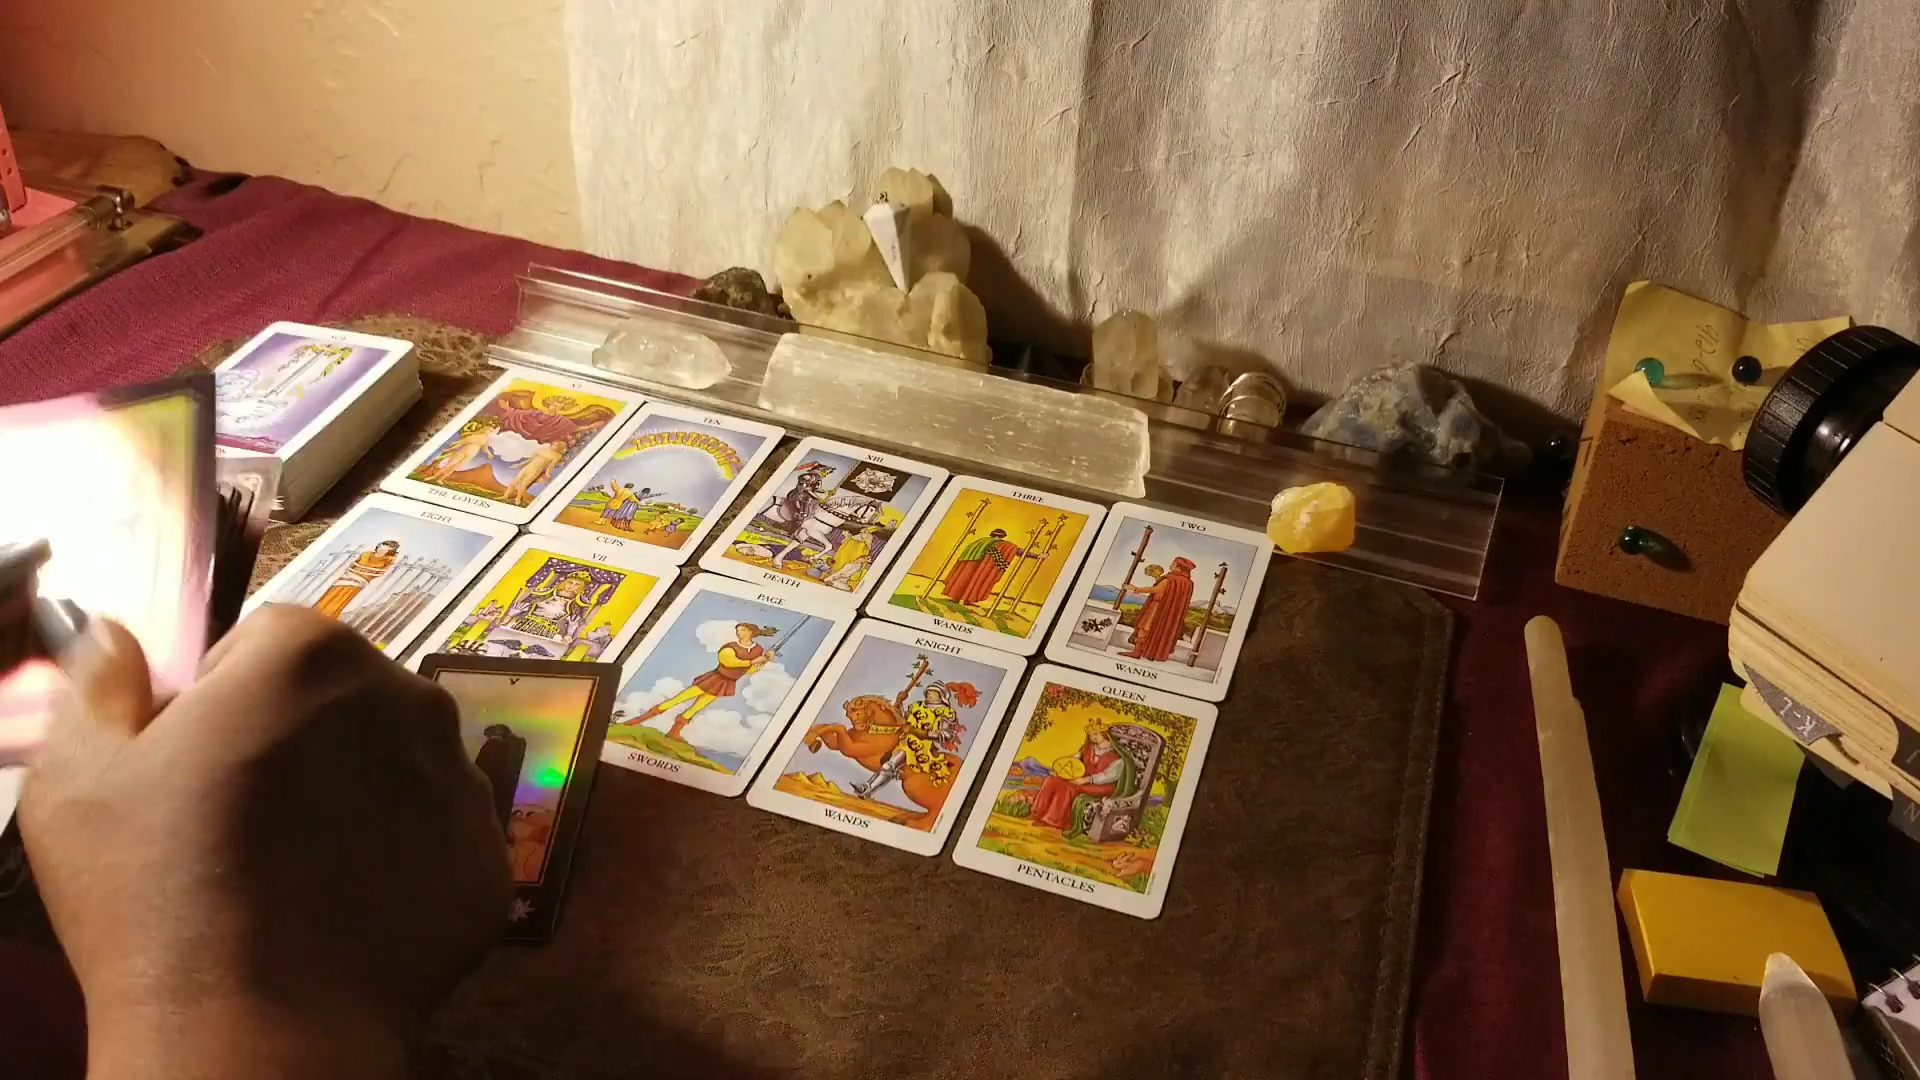 VI
THE LOVERS
TEN
CUPS
XIII
DEATH
THREE
WANDS
TWO
WANDS
EIGHT
VII
PAGE
SWORDS
KNIGHT
WANDS
QUEEN
PENTACLES
V
K-L
N